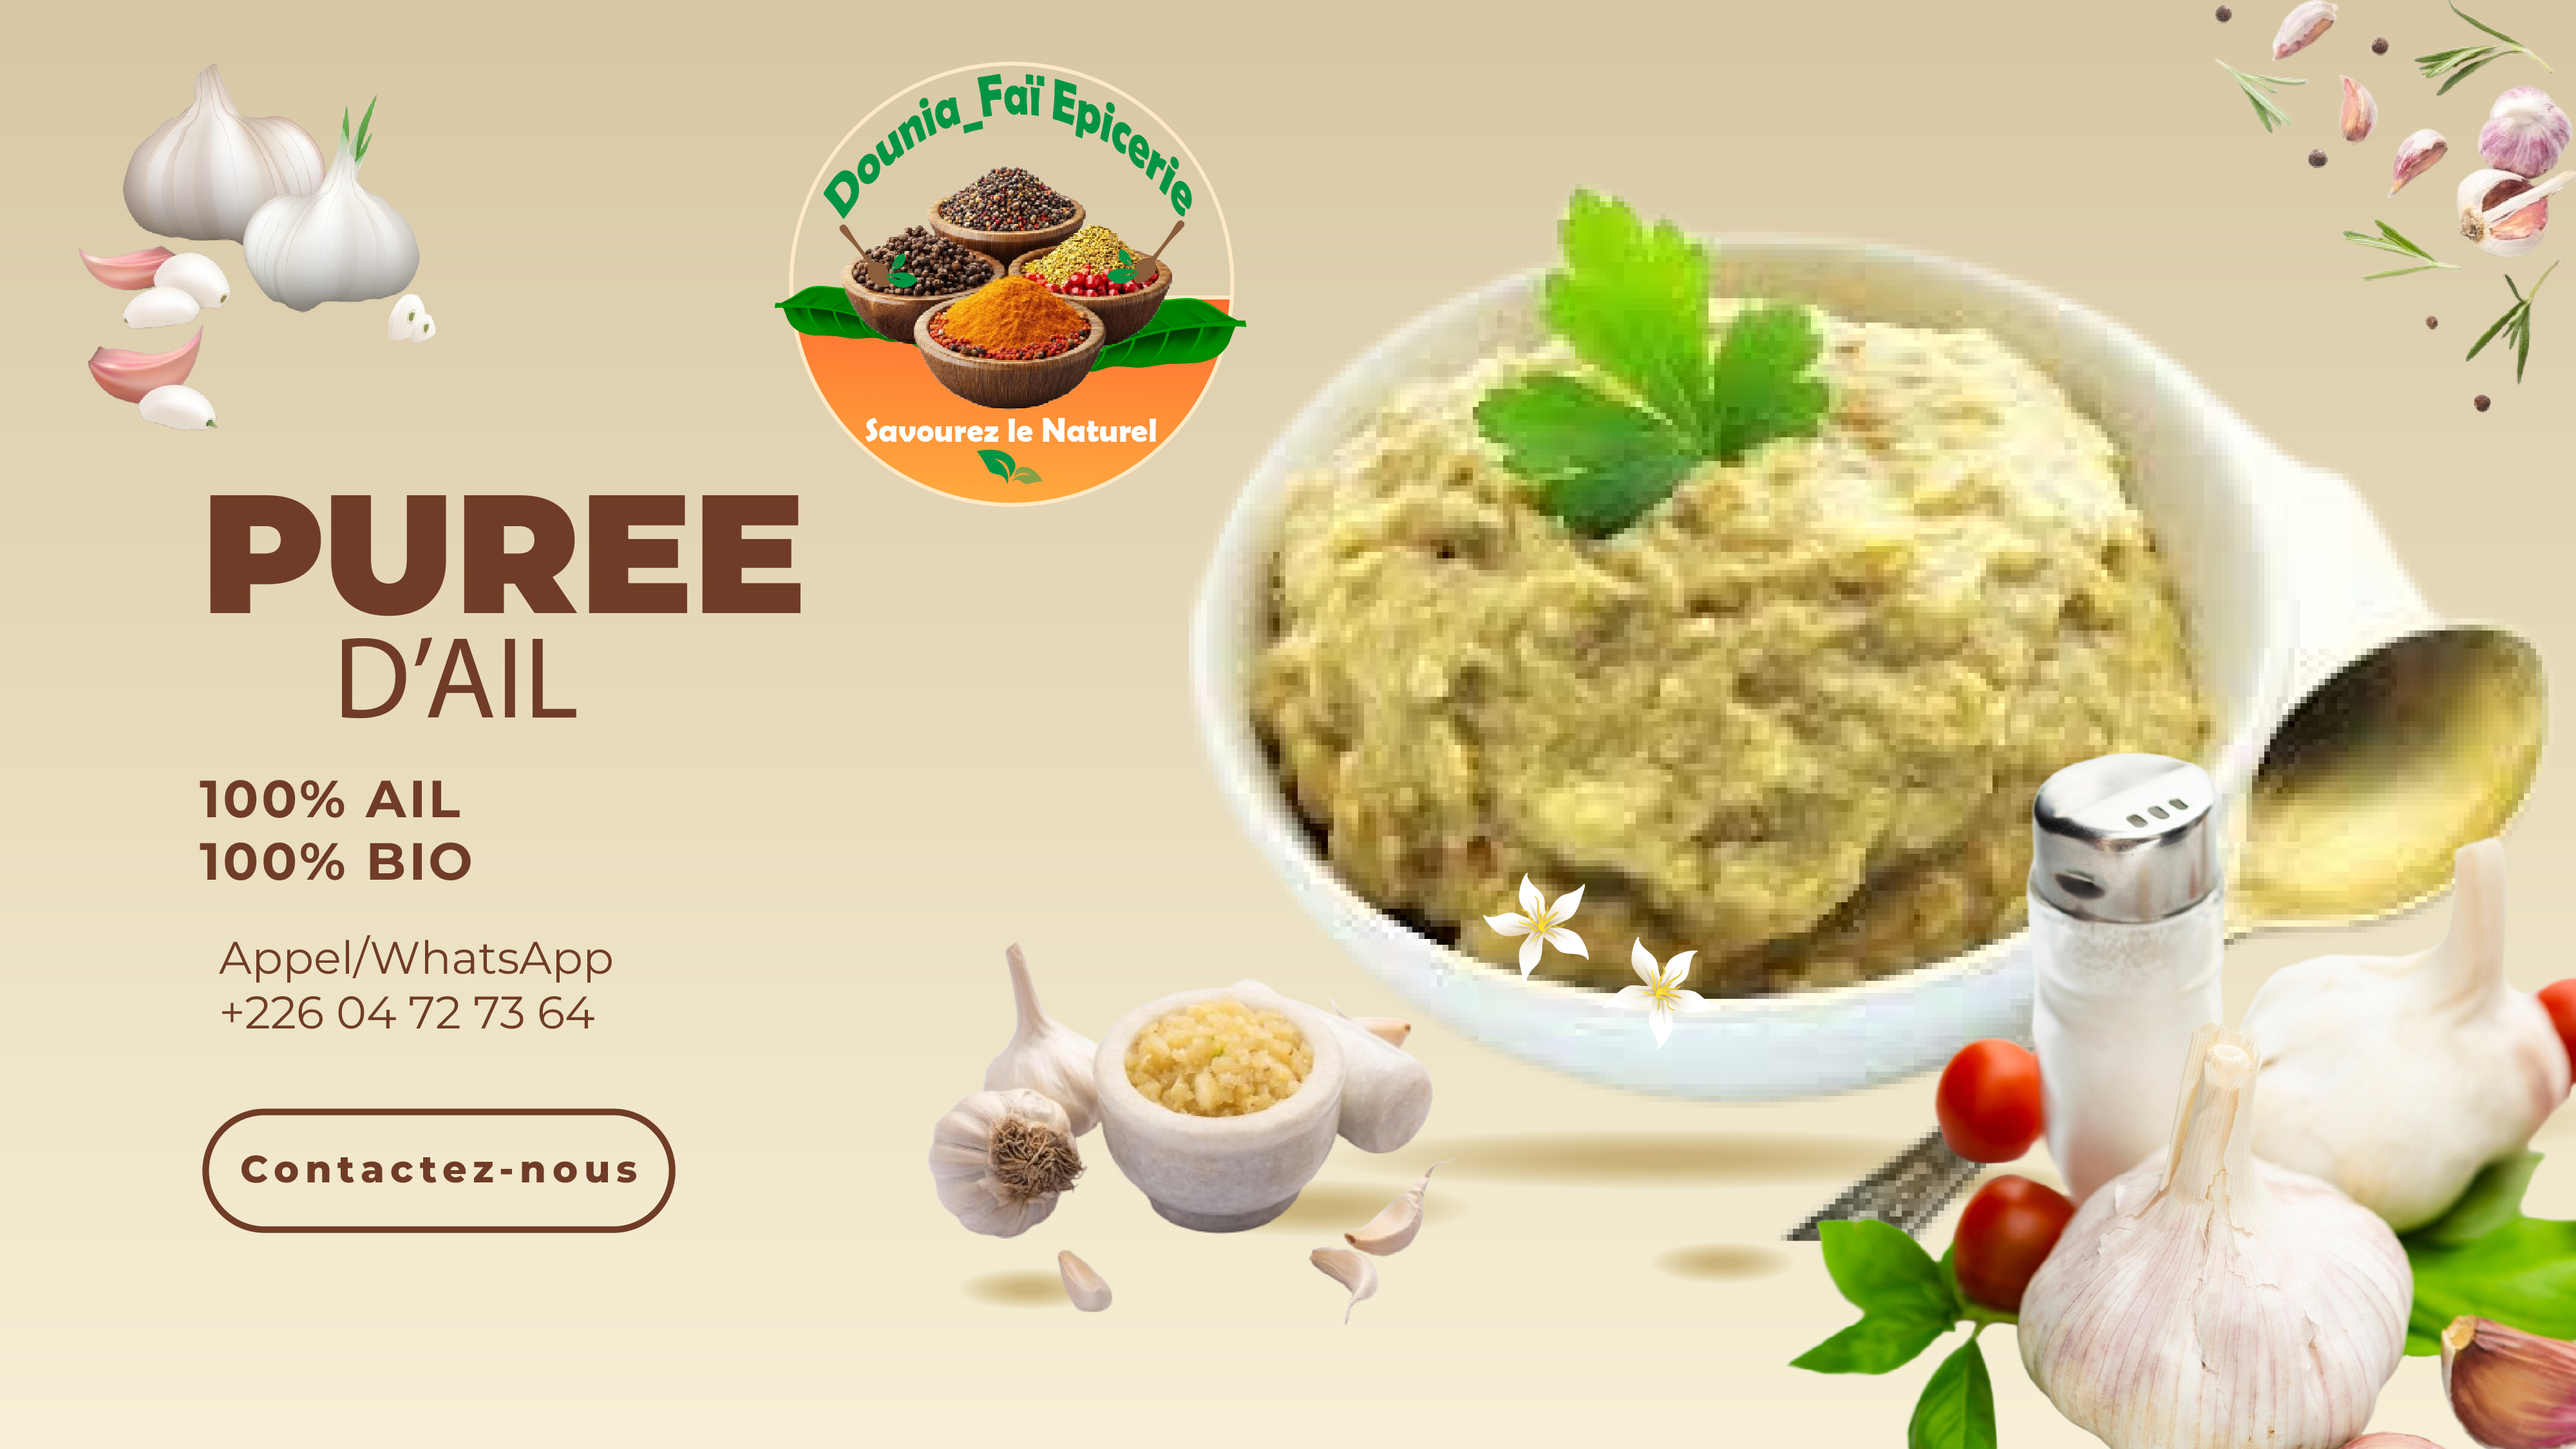 Dounia_Faï Epicerie
Savourez le Naturel
PUREE
D'AIL
100% AIL
100% BIO
Appel/WhatsApp
+226 04 72 73 64
Contactez-nous